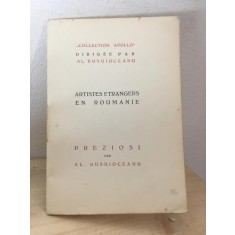 „COLLECTION APOLLO"
DIRIGÉE PAR
AL. BUSUIOCEANU
ARTISTES ETRANGERS
EN ROUMANIE
PREZIOSI
PAR
AL. BUSUIOCEANU